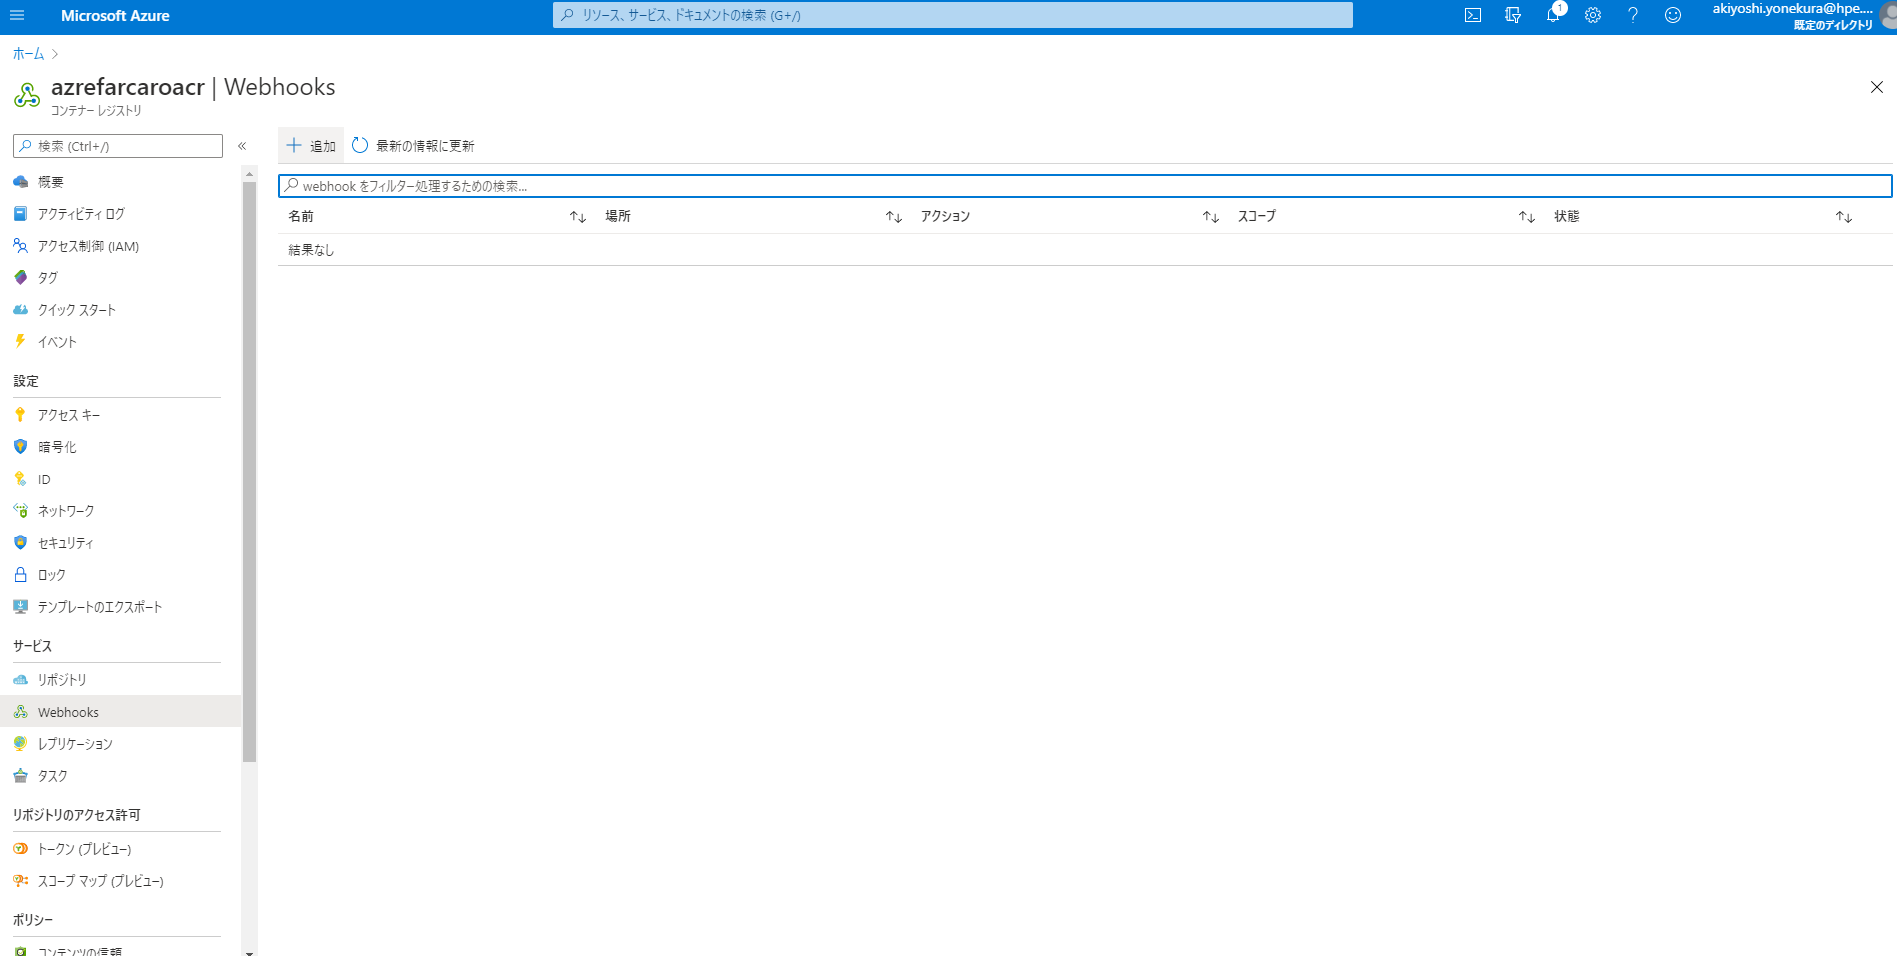 Microsoft Azure
リソース、サービス、ドキュメントの検索 (G+/)
1
akiyoshi.yonekura@hpe....
既定のディレクトリ
ホーム
azrefarcaroacr | Webhooks
コンテナー レジストリ
検索 (Ctrl+/)
«
概要
アクティビティ ログ
アクセス制御 (IAM)
タグ
クイック スタート
イベント
設定
アクセス キー
暗号化
ID
ネットワーク
セキュリティ
ロック
テンプレートのエクスポート
サービス
リポジトリ
Webhooks
レプリケーション
タスク
リポジトリのアクセス許可
トークン (プレビュー)
スコープ マップ (プレビュー)
ポリシー
コンテンツの信頼
追加
最新の情報に更新
webhook をフィルター処理するための検索...
名前 場所 アクション スコープ 状態
結果なし